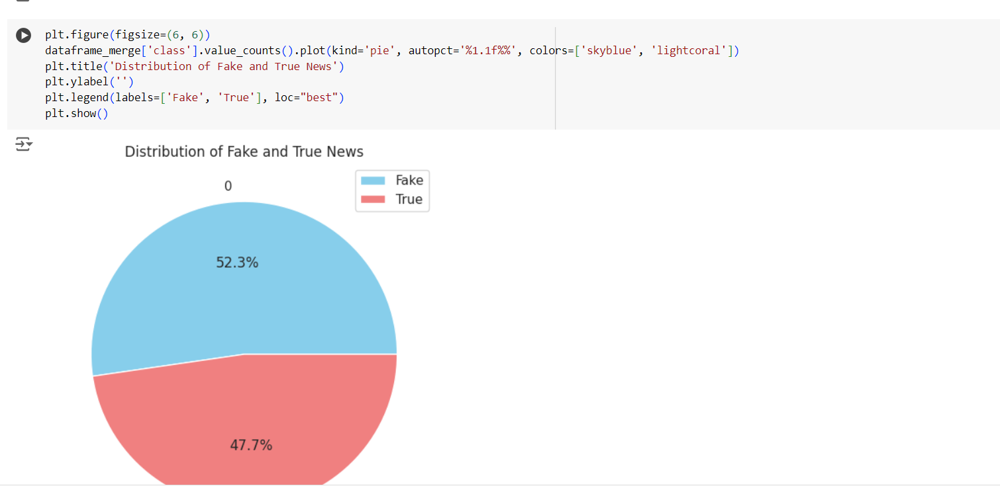 plt.figure(figsize=(6, 6))
dataframe_merge['class'].value_counts().plot(kind='pie', autopct='%1.1f%%', colors=['skyblue', 'lightcoral'])
plt.title('Distribution of Fake and True News')
plt.ylabel('')
plt.legend(labels=['Fake', 'True'], loc="best")
plt.show()
Distribution of Fake and True News
0
Fake
True
52.3%
47.7%